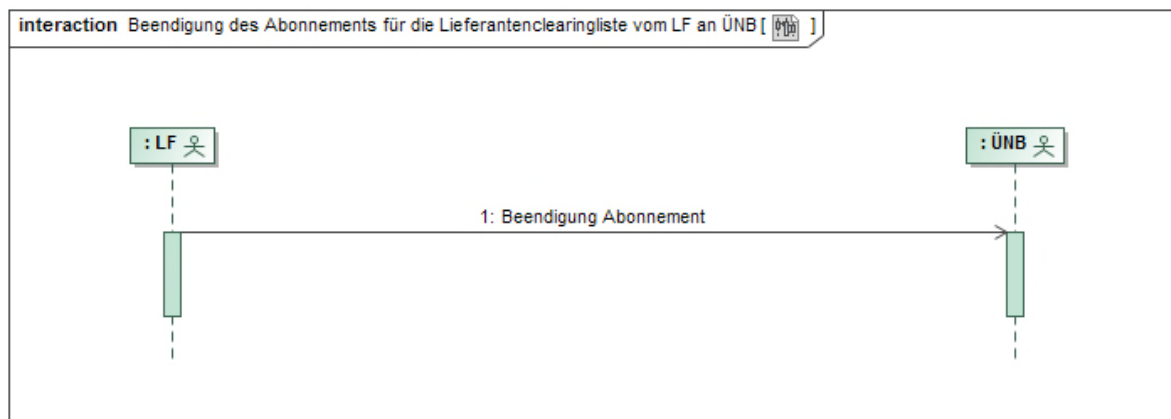 interaction Beendigung des Abonnements für die Lieferantenclearingliste vom LF an ÜNB [ ]
: LF
: ÜNB
1: Beendigung Abonnement